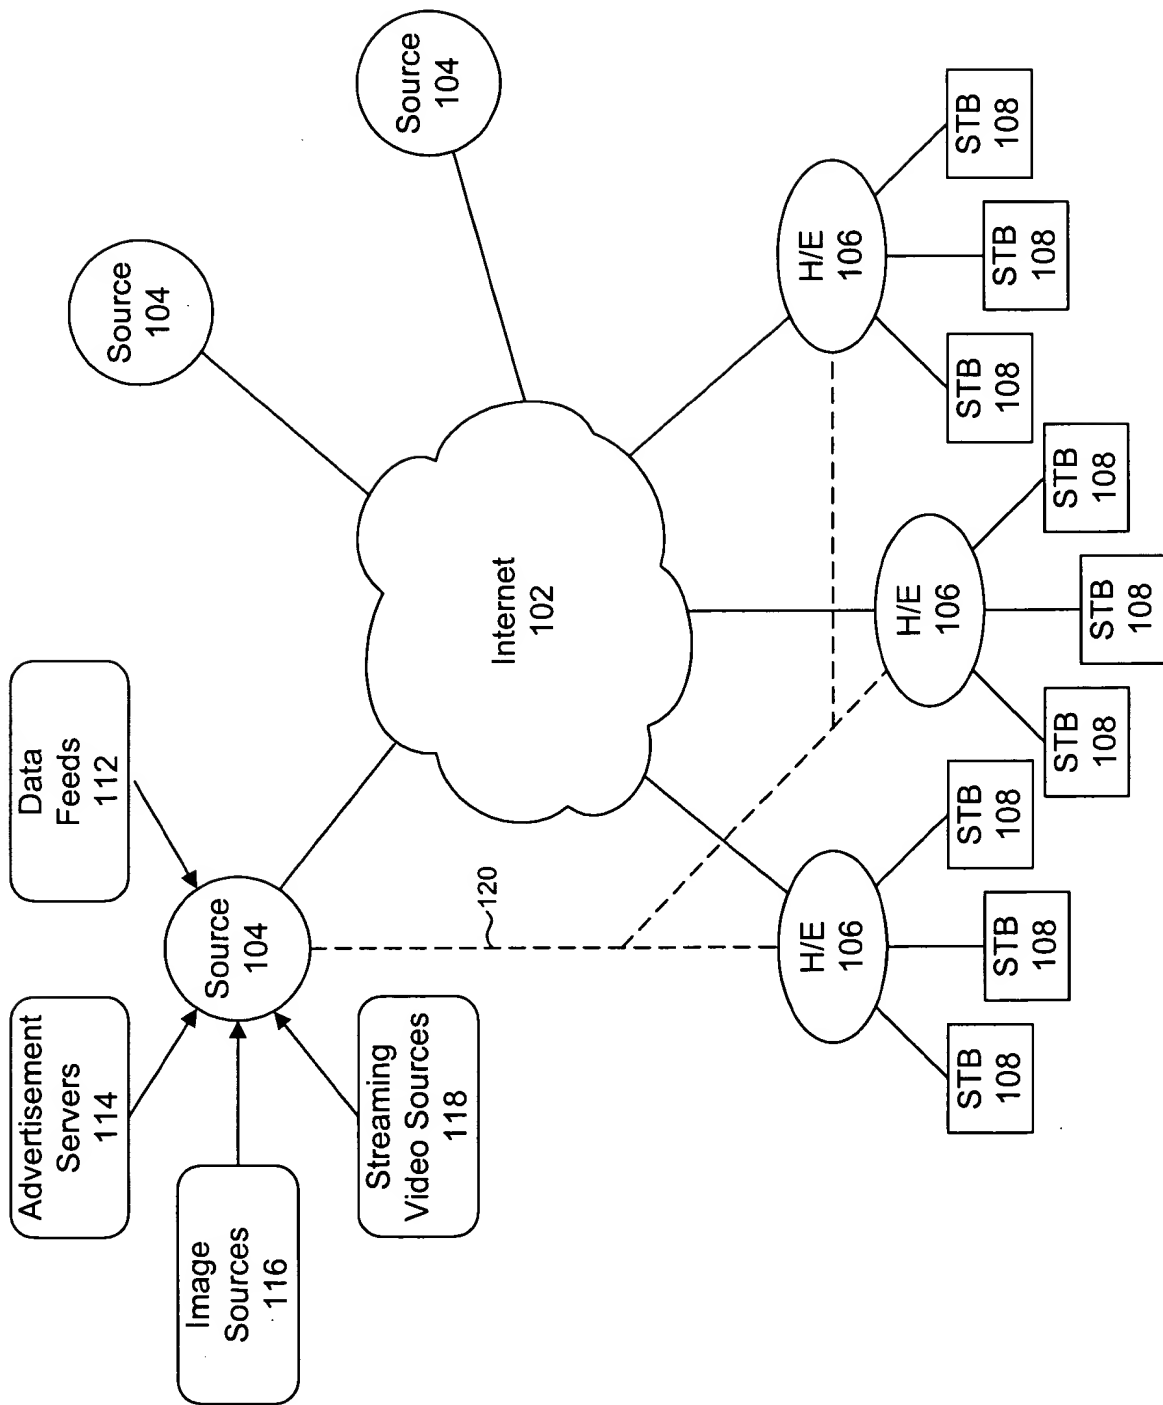 Advertisement
Servers
114
Data
Feeds
112
Image
Sources
116
Source
104
Source
104
Source
104
Streaming
Video Sources
118
120
Internet
102
H/E
106
H/E
106
H/E
106
STB
108
STB
108
STB
108
STB
108
STB
108
STB
108
STB
108
STB
108
STB
108